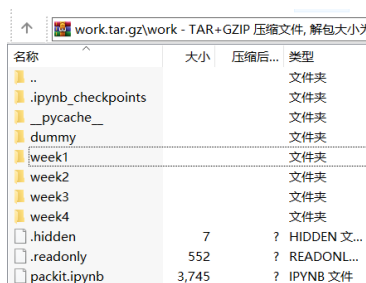 work.tar.gz\work - TAR+GZIP 压缩文件, 解包大小为
名称 大小 压缩后... 类型
.. 文件夹
.ipynb_checkpoints 文件夹
__pycache__ 文件夹
dummy 文件夹
week1 文件夹
week2 文件夹
week3 文件夹
week4 文件夹
.hidden 7 ? HIDDEN 文...
.readonly 552 ? READONL...
packit.ipynb 3,745 ? IPYNB 文件